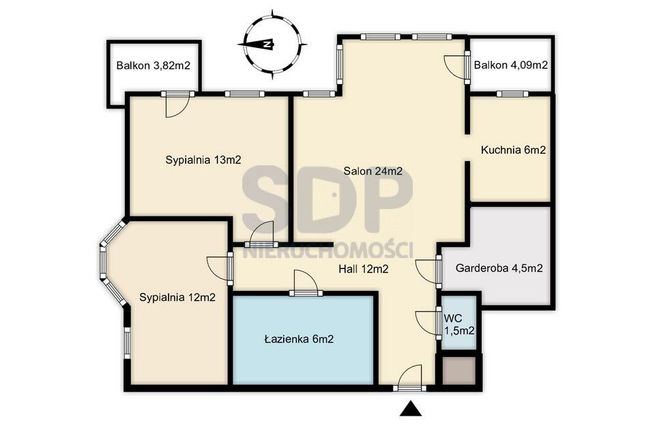 N
Balkon 3,82m2
Balkon 4,09m2
Sypialnia 13m2
Kuchnia 6m2
Salon 24m2
SDP
NIERUCHOMOŚCI
Hall 12m2
Garderoba 4,5m2
Sypialnia 12m2
WC
1,5m2
Łazienka 6m2